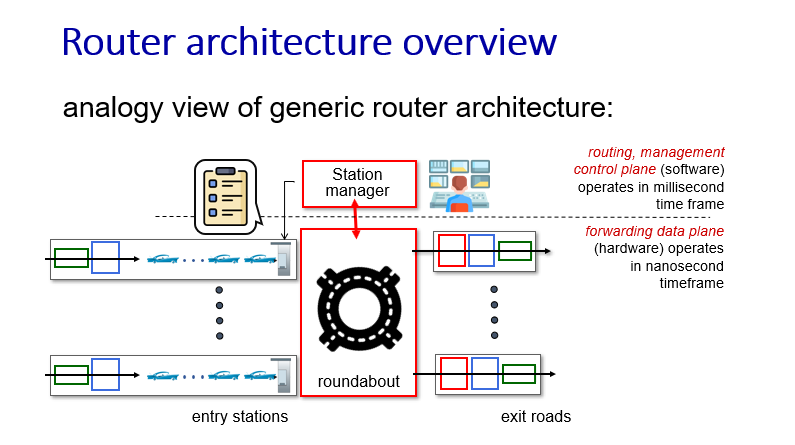 Router architecture overview
analogy view of generic router architecture:
Station
manager
routing, management
control plane (software)
operates in millisecond
time frame
forwarding data plane
(hardware) operates
in nanosecond
timeframe
roundabout
entry stations
exit roads